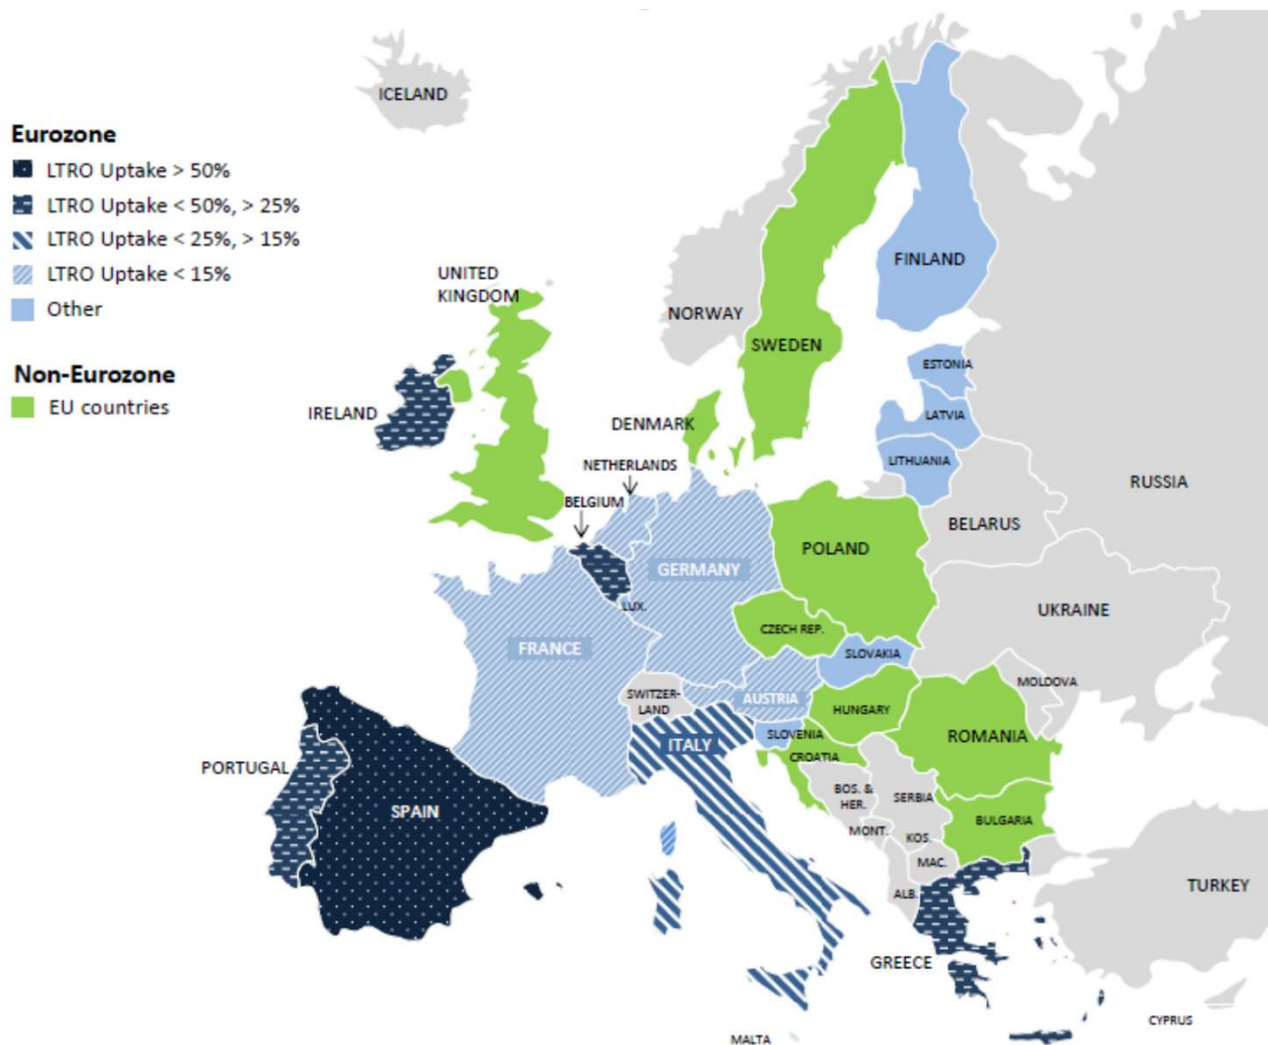 ICELAND
Eurozone
LTRO Uptake > 50%
LTRO Uptake < 50%, > 25%
LTRO Uptake < 25%, > 15%
LTRO Uptake < 15%
Other
Non-Eurozone
EU countries
UNITED
KINGDOM
IRELAND
NORWAY
SWEDEN
FINLAND
ESTONIA
LATVIA
LITHUANIA
DENMARK
NETHERLANDS
BELGIUM
RUSSIA
BELARUS
POLAND
GERMANY
LUX.
UKRAINE
CZECH REP.
SLOVAKIA
FRANCE
SWITZER-
LAND
AUSTRIA
HUNGARY
MOLDOVA
SLOVENIA
ROMANIA
ITALY
CROATIA
PORTUGAL
SPAIN
BOS. &
HER.
SERBIA
MONT.
KOS.
BULGARIA
MAC.
ALB.
TURKEY
GREECE
CYPRUS
MALTA